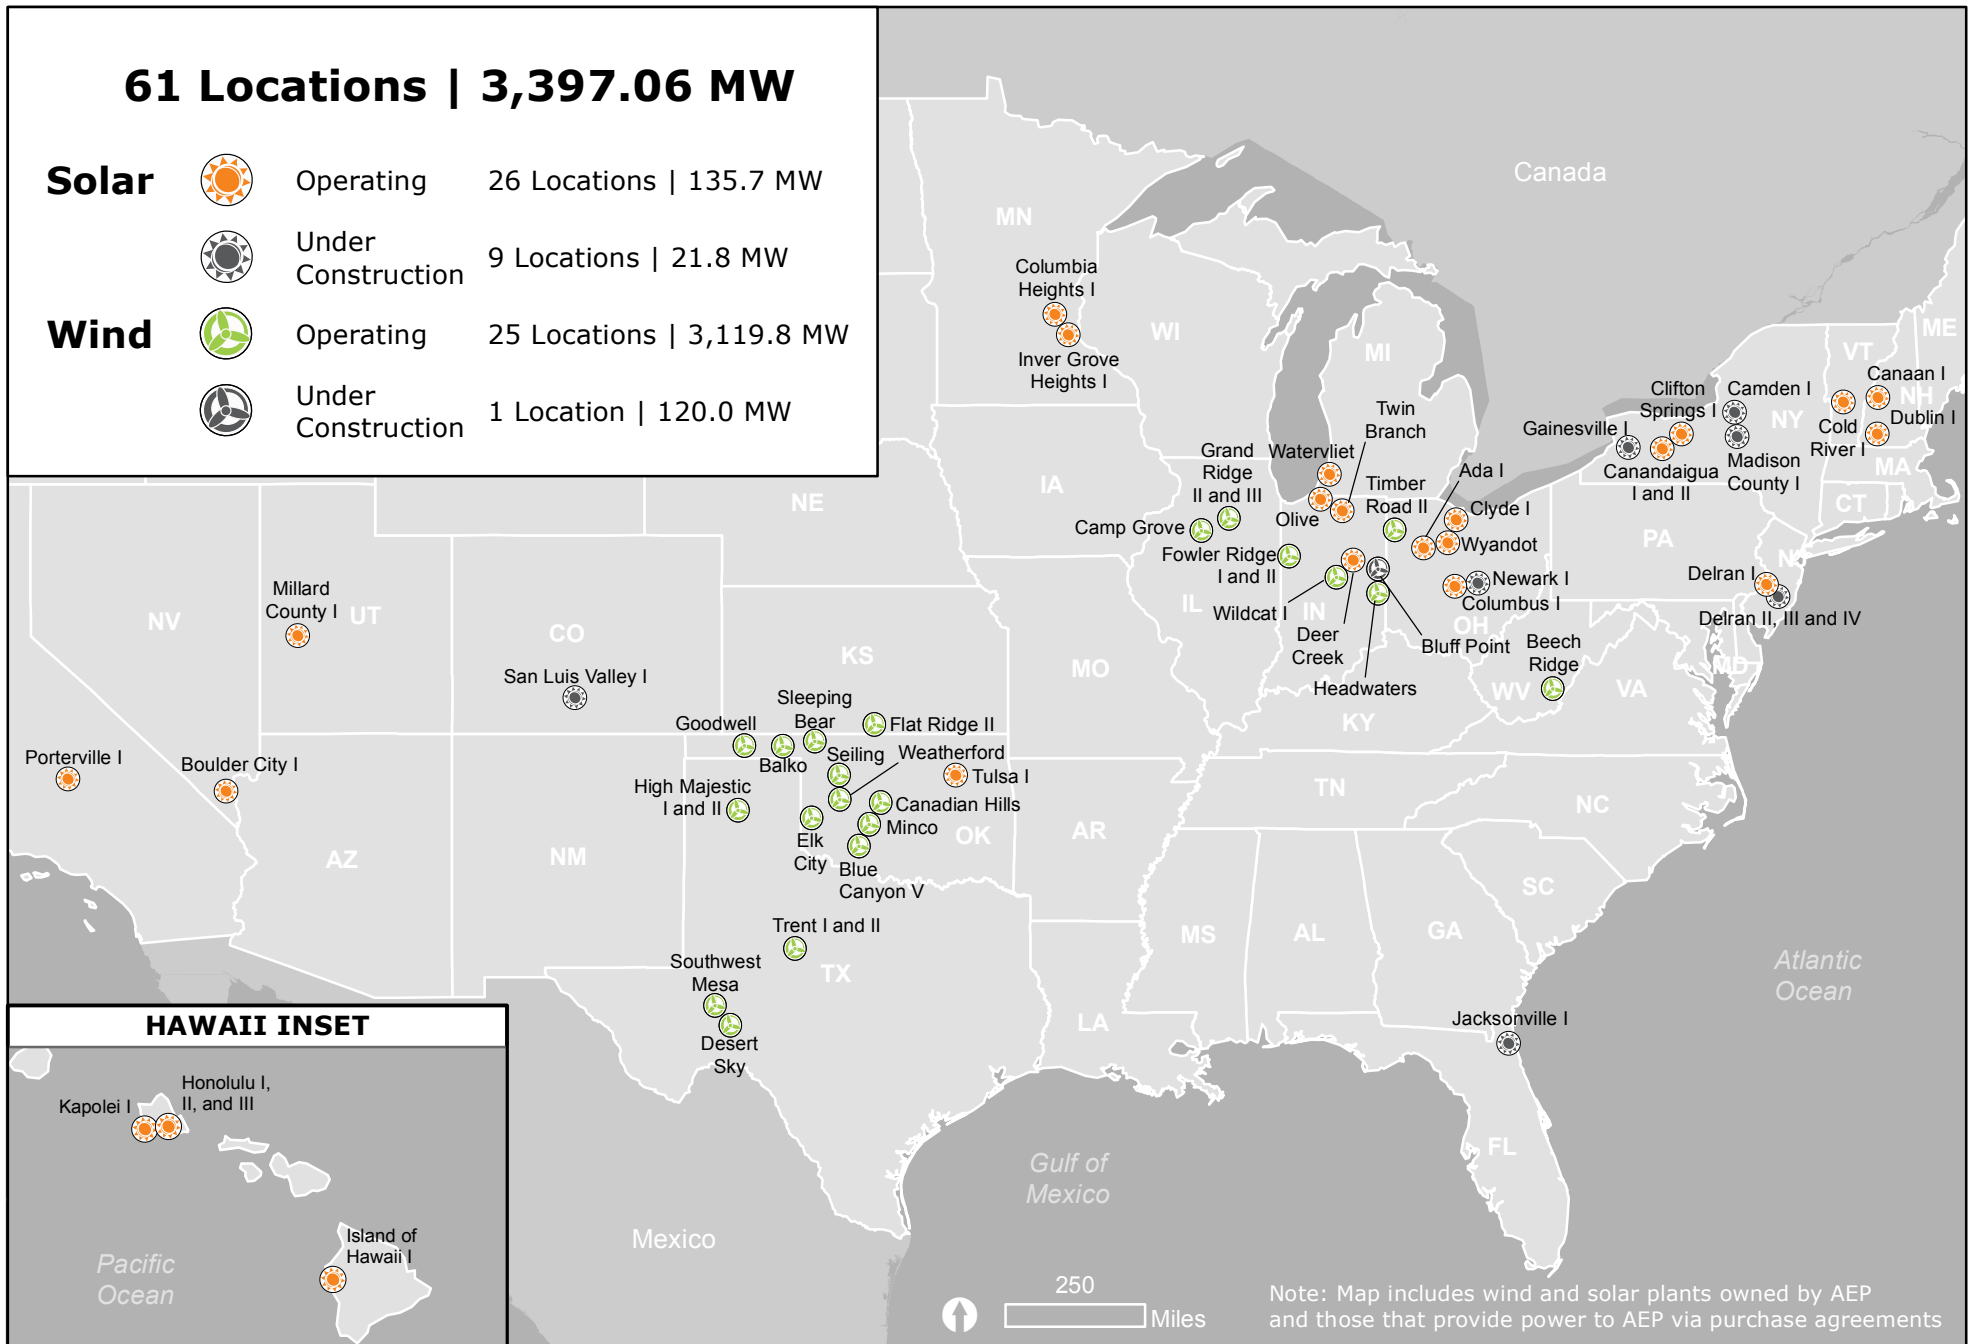 61 Locations | 3,397.06 MW
Solar
Operating
26 Locations | 135.7 MW
Under
Construction
9 Locations | 21.8 MW
Wind
Operating
25 Locations | 3,119.8 MW
Under
Construction
1 Location | 120.0 MW
Canada
MN
Columbia
Heights I
Inver Grove
Heights I
WI
MI
ME
VT
Canaan I
NH
Dublin I
Cold
River I
Clifton
Springs I
Camden I
NY
Gainesville I
Canandaigua
I and II
Madison
County I
MA
CT
Twin
Branch
Watervliet
Grand
Ridge
II and III
Ada I
Timber
Road II
Olive
Clyde I
Camp Grove
Wyandot
Fowler Ridge
I and II
NE
IA
PA
NJ
Delran I
Delran II, III and IV
Newark I
Columbus I
Wildcat I
IL
IN
OH
Deer
Creek
Bluff Point
Beech
Ridge
Headwaters
MD
WV
VA
KY
NV
Millard
County I
UT
CO
San Luis Valley I
KS
MO
Sleeping
Bear
Goodwell
Flat Ridge II
Weatherford
Balko
Seiling
Tulsa I
Porterville I
Boulder City I
High Majestic
I and II
Canadian Hills
Minco
Elk
City
OK
Blue
Canyon V
AZ
NM
AR
TN
NC
SC
MS
AL
GA
Trent I and II
TX
Southwest
Mesa
Desert
Sky
LA
Atlantic
Ocean
Jacksonville I
FL
Gulf of
Mexico
Mexico
HAWAII INSET
Kapolei I
Honolulu I,
II, and III
Island of
Hawaii I
Pacific
Ocean
250
Miles
Note: Map includes wind and solar plants owned by AEP
and those that provide power to AEP via purchase agreements